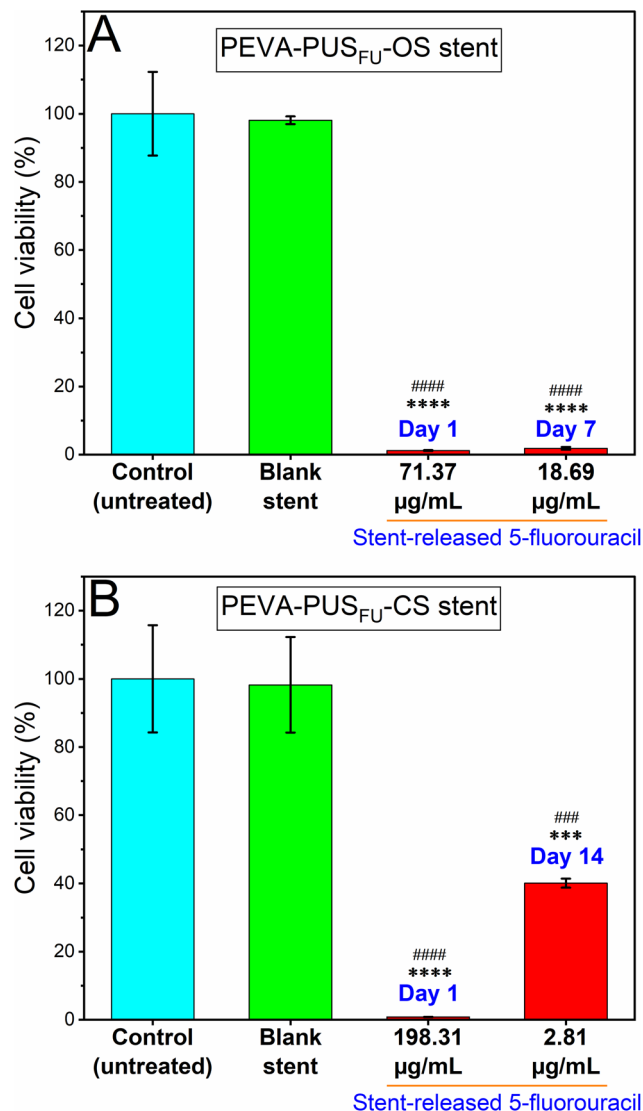 A
PEVA-PUSFU-OS stent
Cell viability (%)
120
100
80
60
40
20
0
####
****
Day 1
####
****
Day 7
Control
(untreated)
Blank
stent
71.37
µg/mL
18.69
µg/mL
Stent-released 5-fluorouracil
B
PEVA-PUSFU-CS stent
Cell viability (%)
120
100
80
60
40
20
0
####
****
Day 1
###
***
Day 14
Control
(untreated)
Blank
stent
198.31
µg/mL
2.81
µg/mL
Stent-released 5-fluorouracil